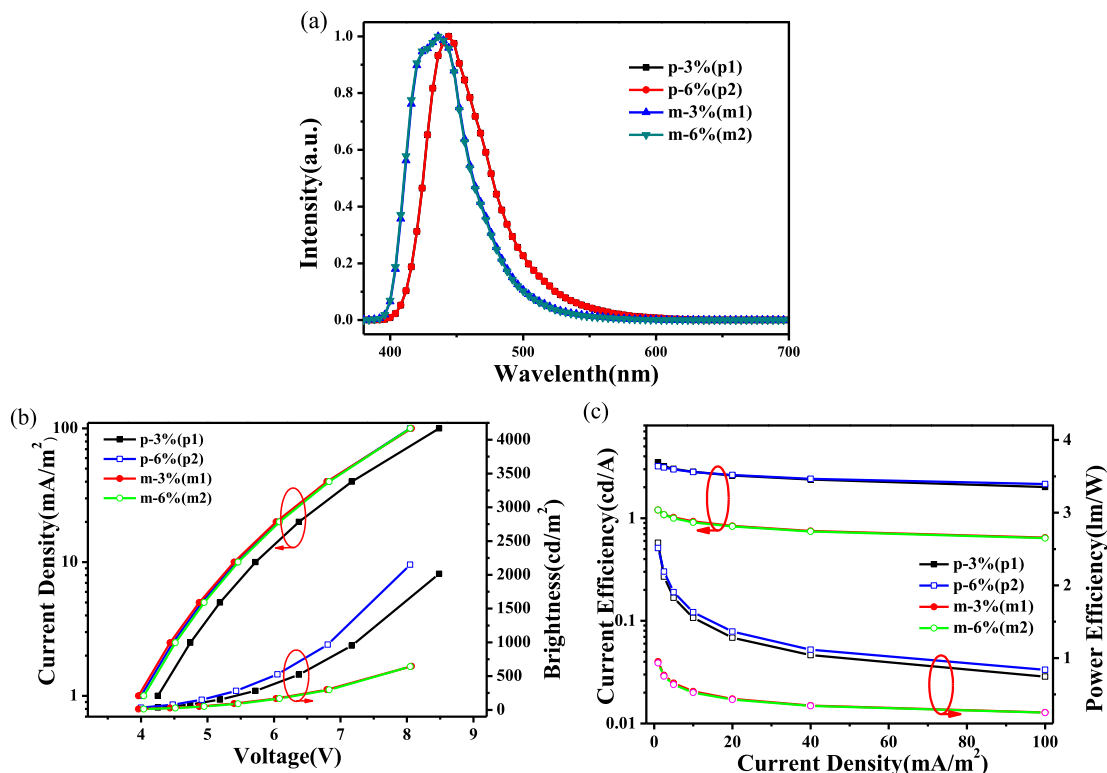 (a)
1.0
0.8
0.6
0.4
0.2
0.0
Intensity(a.u.)
p-3%(p1)
p-6%(p2)
m-3%(m1)
m-6%(m2)
400 500 600 700
Wavelenth(nm)
(b)
100
10
1
Current Density(mA/m²)
p-3%(p1)
p-6%(p2)
m-3%(m1)
m-6%(m2)
4000
3500
3000
2500
2000
1500
1000
500
0
Brightness(cd/m²)
3 4 5 6 7 8 9
Voltage(V)
(c)
10
1
0.1
0.01
Current Efficiency(cd/A)
p-3%(p1)
p-6%(p2)
m-3%(m1)
m-6%(m2)
4
3
2
1
0
Power Efficiency(lm/W)
0 20 40 60 80 100
Current Density(mA/m²)